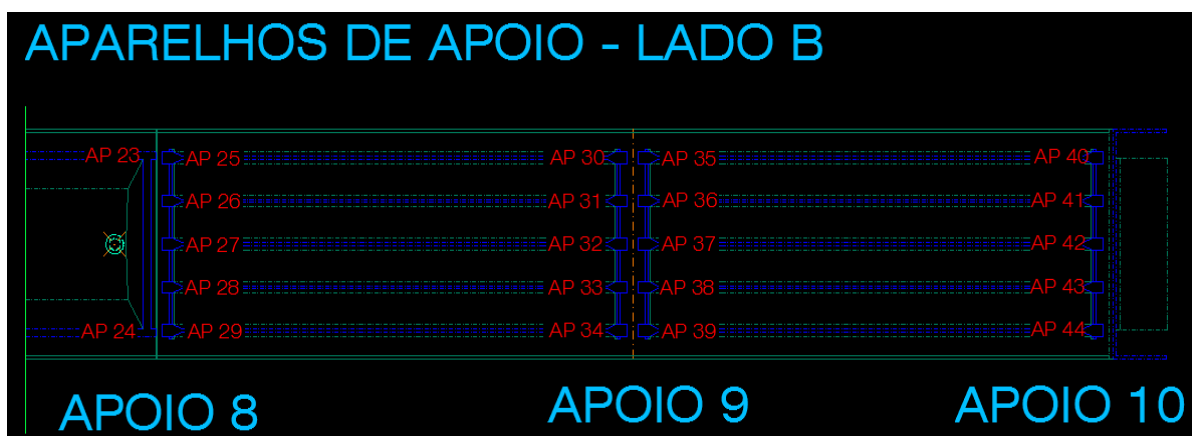 APARELHOS DE APOIO - LADO B
AP 23 AP 25 AP 30 AP 35 AP 40
AP 26 AP 31 AP 36 AP 41
AP 27 AP 32 AP 37 AP 42
AP 28 AP 33 AP 38 AP 43
AP 24 AP 29 AP 34 AP 39 AP 44
APOIO 8 APOIO 9 APOIO 10